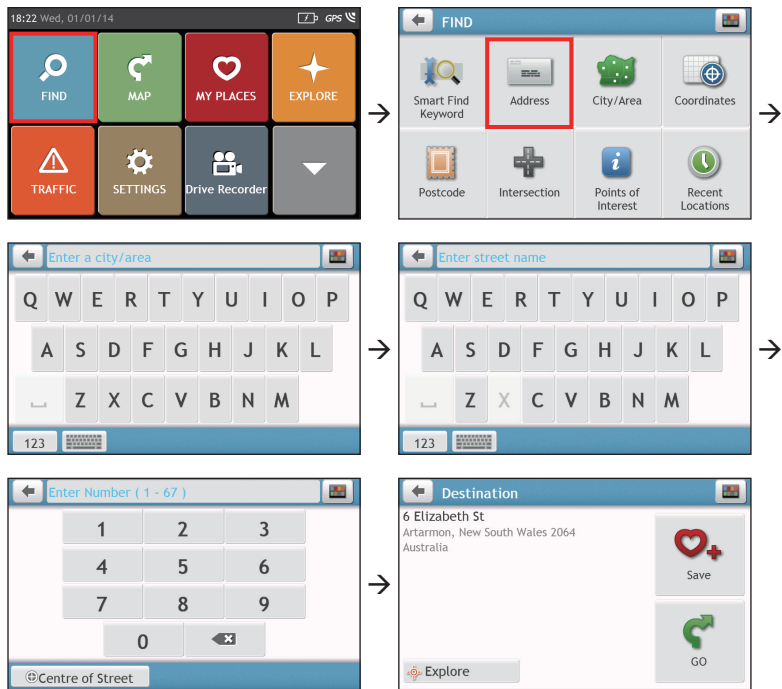 18:22 Wed, 01/01/14 GPS
FIND MAP MY PLACES EXPLORE
TRAFFIC SETTINGS Drive Recorder
→
FIND
Smart Find Keyword
Address
City/Area
Coordinates
Postcode
Intersection
Points of Interest
Recent Locations
→
Enter a city/area
Q W E R T Y U I O P
A S D F G H J K L
Z X C V B N M
123
→
Enter street name
Q W E R T Y U I O P
A S D F G H J K L
Z X C V B N M
123
→
Enter Number ( 1 - 67 )
1 2 3
4 5 6
7 8 9
0
Centre of Street
→
Destination
6 Elizabeth St
Artarmon, New South Wales 2064
Australia
Save
GO
Explore